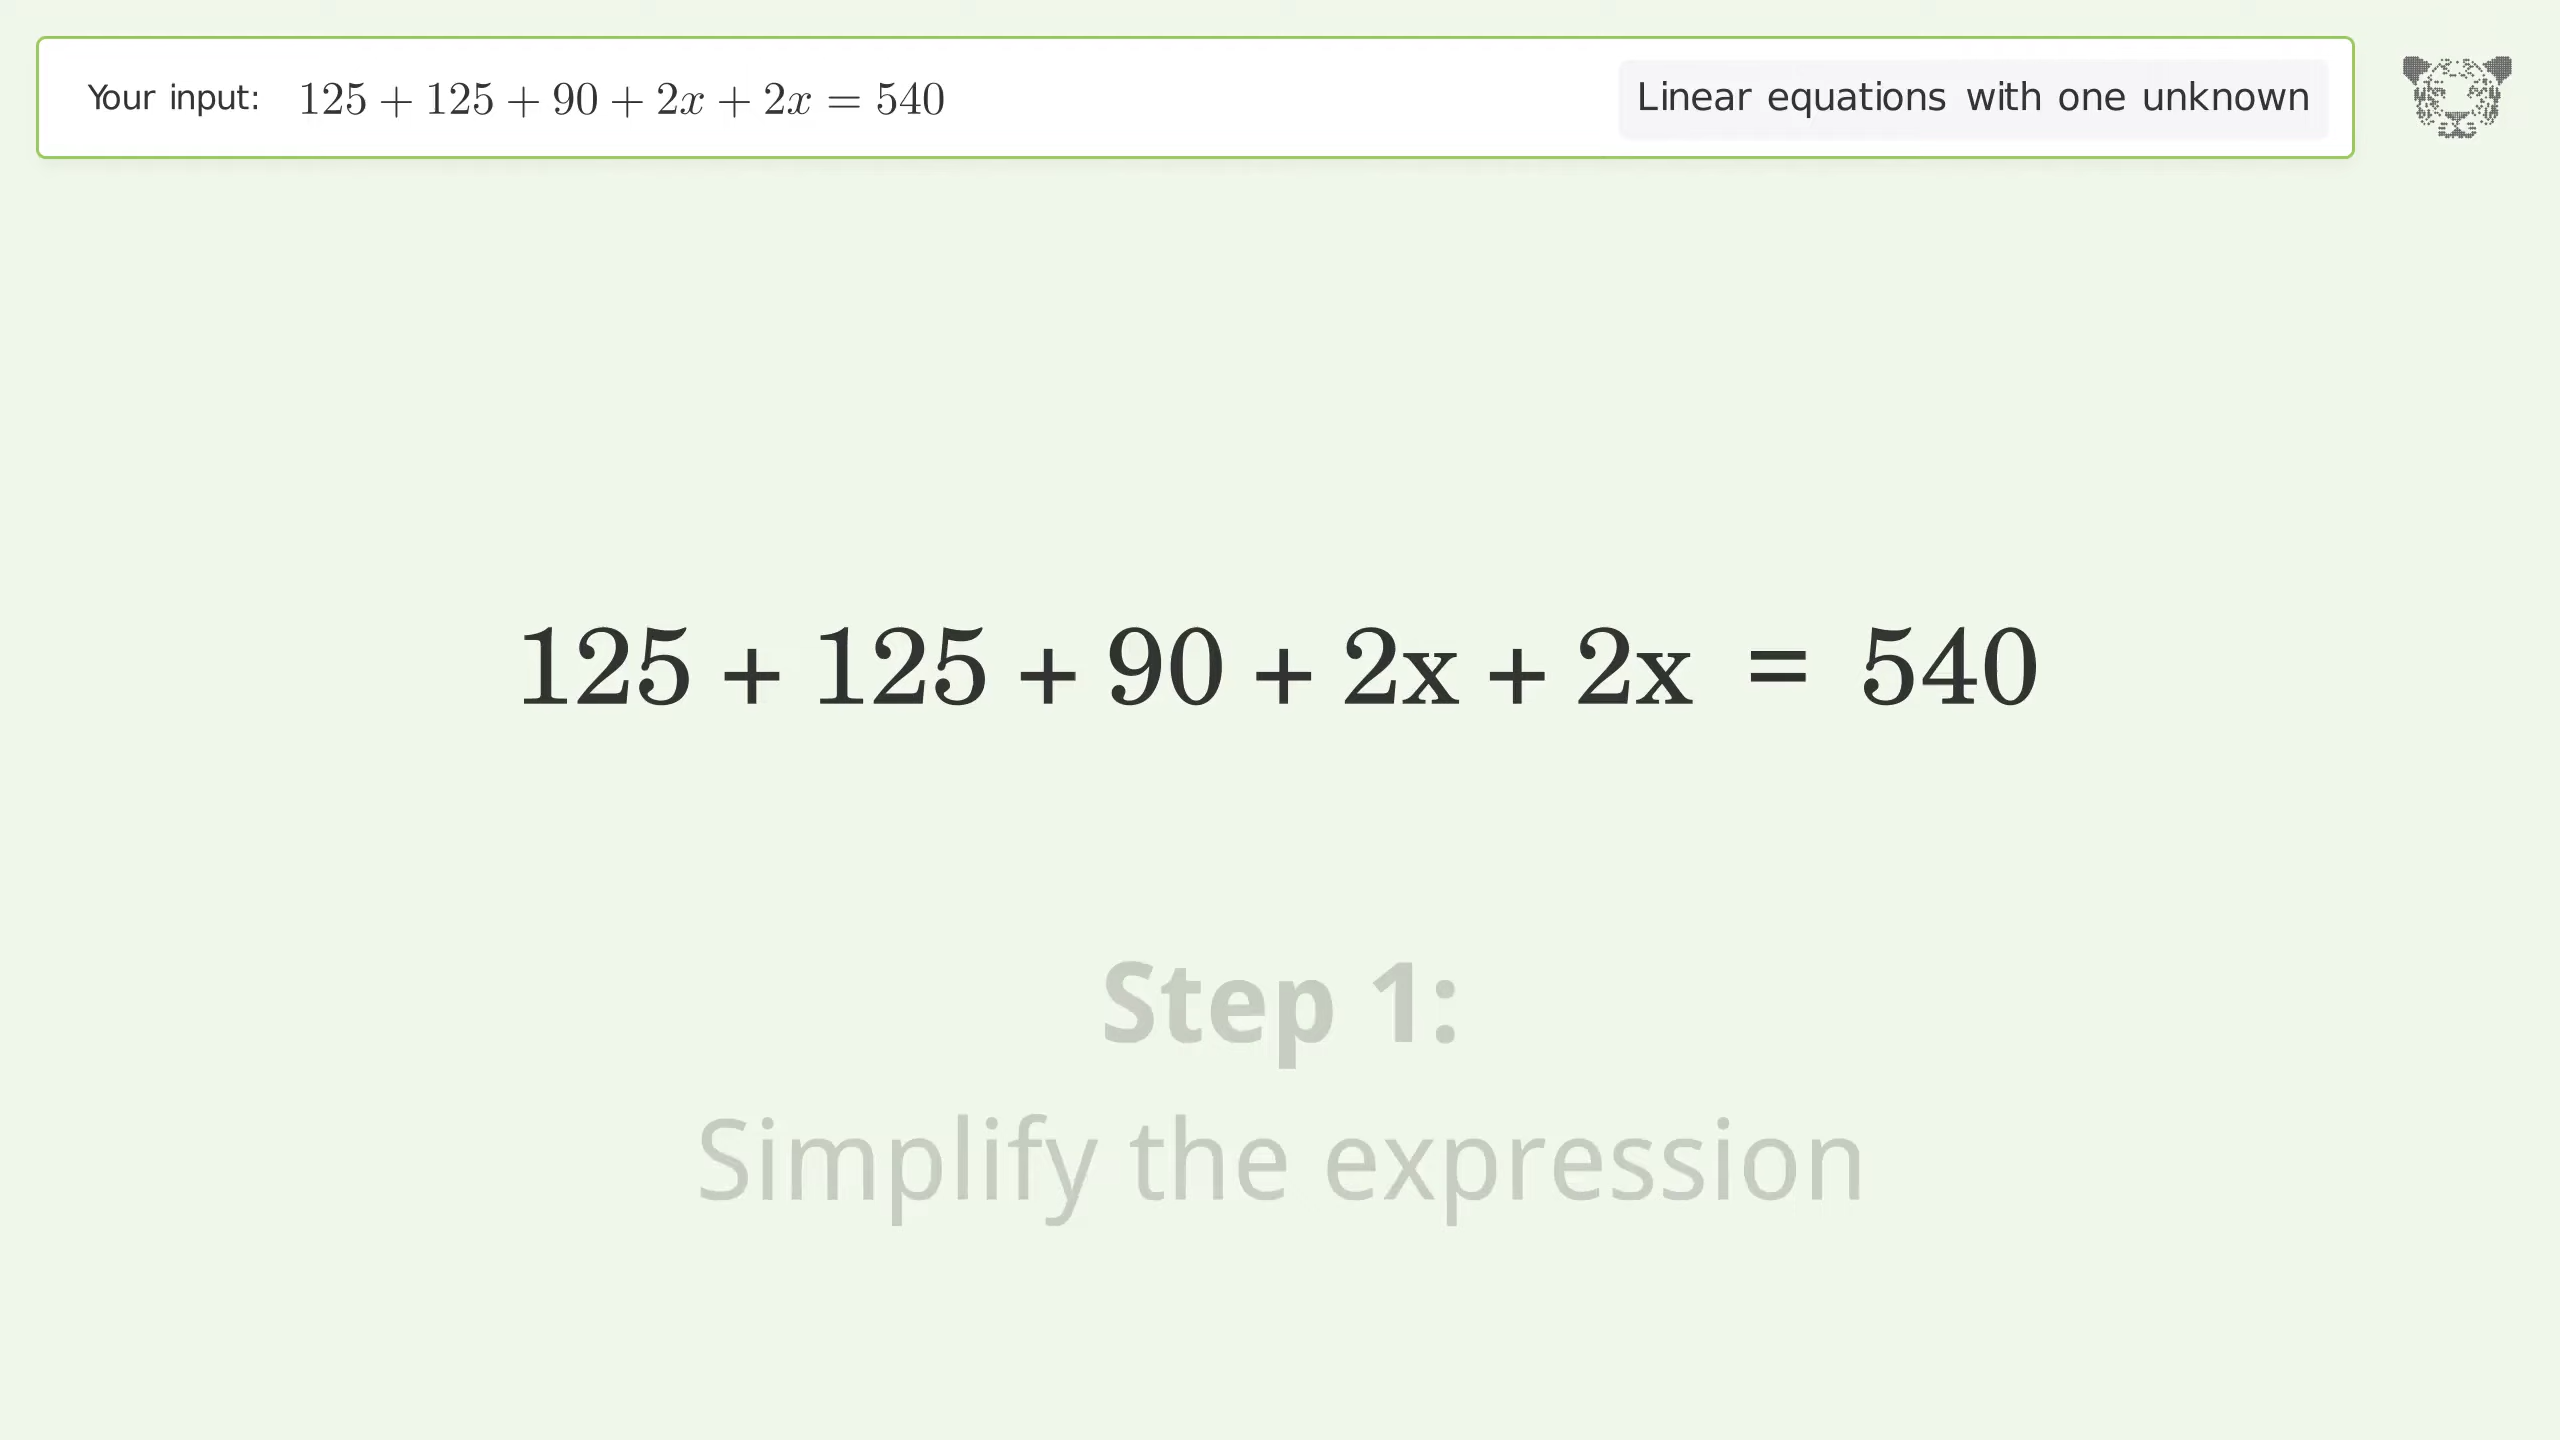 Your input: 125 + 125 + 90 + 2x + 2x = 540
Linear equations with one unknown
125 + 125 + 90 + 2x + 2x = 540
Step 1:
Simplify the expression